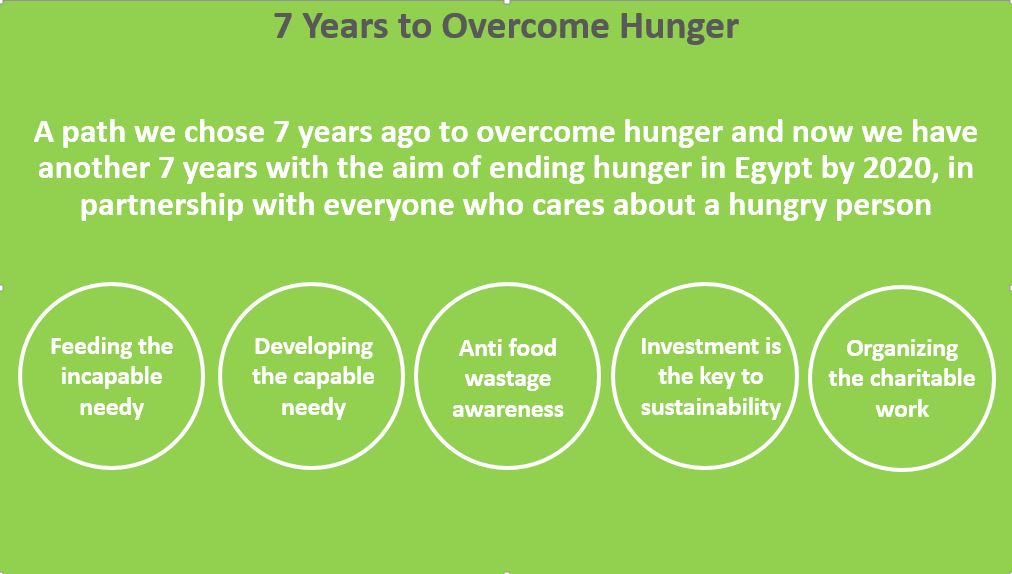 7 Years to Overcome Hunger
A path we chose 7 years ago to overcome hunger and now we have
another 7 years with the aim of ending hunger in Egypt by 2020, in
partnership with everyone who cares about a hungry person
Feeding the
incapable
needy
Developing
the capable
needy
Anti food
wastage
awareness
Investment is
the key to
sustainability
Organizing
the charitable
work